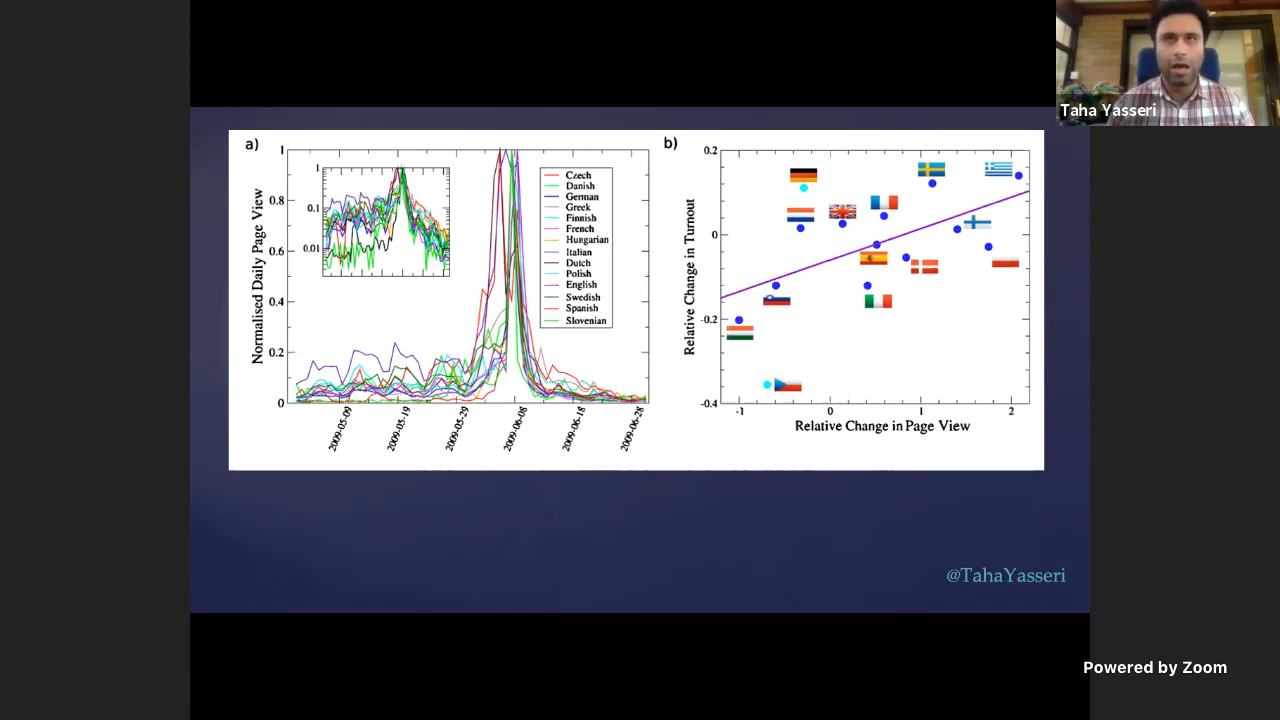 Taha Yasseri
a)
Normalised Daily Page View
1
0.8
0.6
0.4
0.2
0
1
0.1
0.01
Czech
Danish
German
Greek
Finnish
French
Hungarian
Italian
Dutch
Polish
English
Swedish
Spanish
Slovenian
2009-05-09
2009-05-19
2009-05-29
2009-06-08
2009-06-18
2009-06-28
b)
Relative Change in Turnout
0.2
0
-0.2
-0.4
-1
0
1
2
Relative Change in Page View
@TahaYasseri
Powered by Zoom